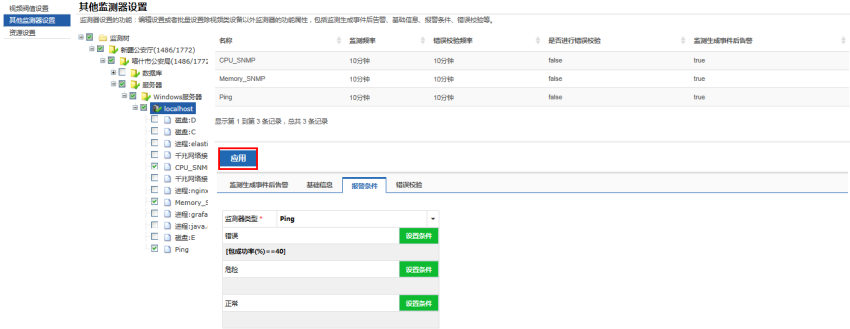 视频阈值设置
其他监测器设置
资源设置
其他监测器设置
监测器设置的功能：编辑设置或者批量设置除视频类设备以外监测器的功能属性，包括监测生成事件后告警、基础信息、报警条件、错误校验等。
监测树
新疆公安厅(1486/1772)
喀什市公安局(1486/1772
数据库
服务器
Windows服务器
localhost
磁盘:D
磁盘:C
进程:elasti
千兆网络接
CPU_SNM
千兆网络接
进程:nginx
Memory_S
进程:grafa
进程:java.
磁盘:E
Ping
名称 监测频率 错误校验频率 是否进行错误校验 监测生成事件后告警
CPU_SNMP 10分钟 10分钟 false true
Memory_SNMP 10分钟 10分钟 false true
Ping 10分钟 10分钟 false true
显示第 1 到第 3 条记录，总共 3 条记录
应用
监测生成事件后告警 基础信息 报警条件 错误校验
监测器类型 * Ping
错误 设置条件
[包成功率(%)==40]
危险 设置条件
正常 设置条件